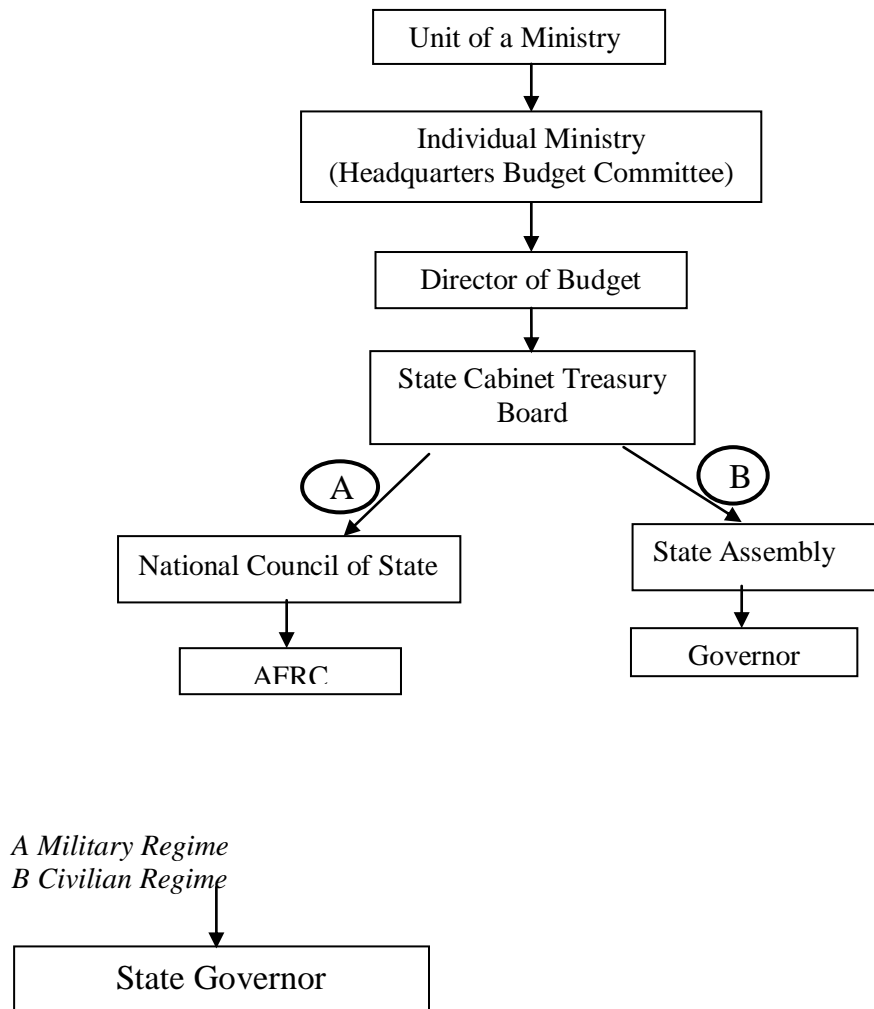 Unit of a Ministry
Individual Ministry
(Headquarters Budget Committee)
Director of Budget
State Cabinet Treasury
Board
A
B
National Council of State
State Assembly
AFRC
Governor
A Military Regime
B Civilian Regime
State Governor